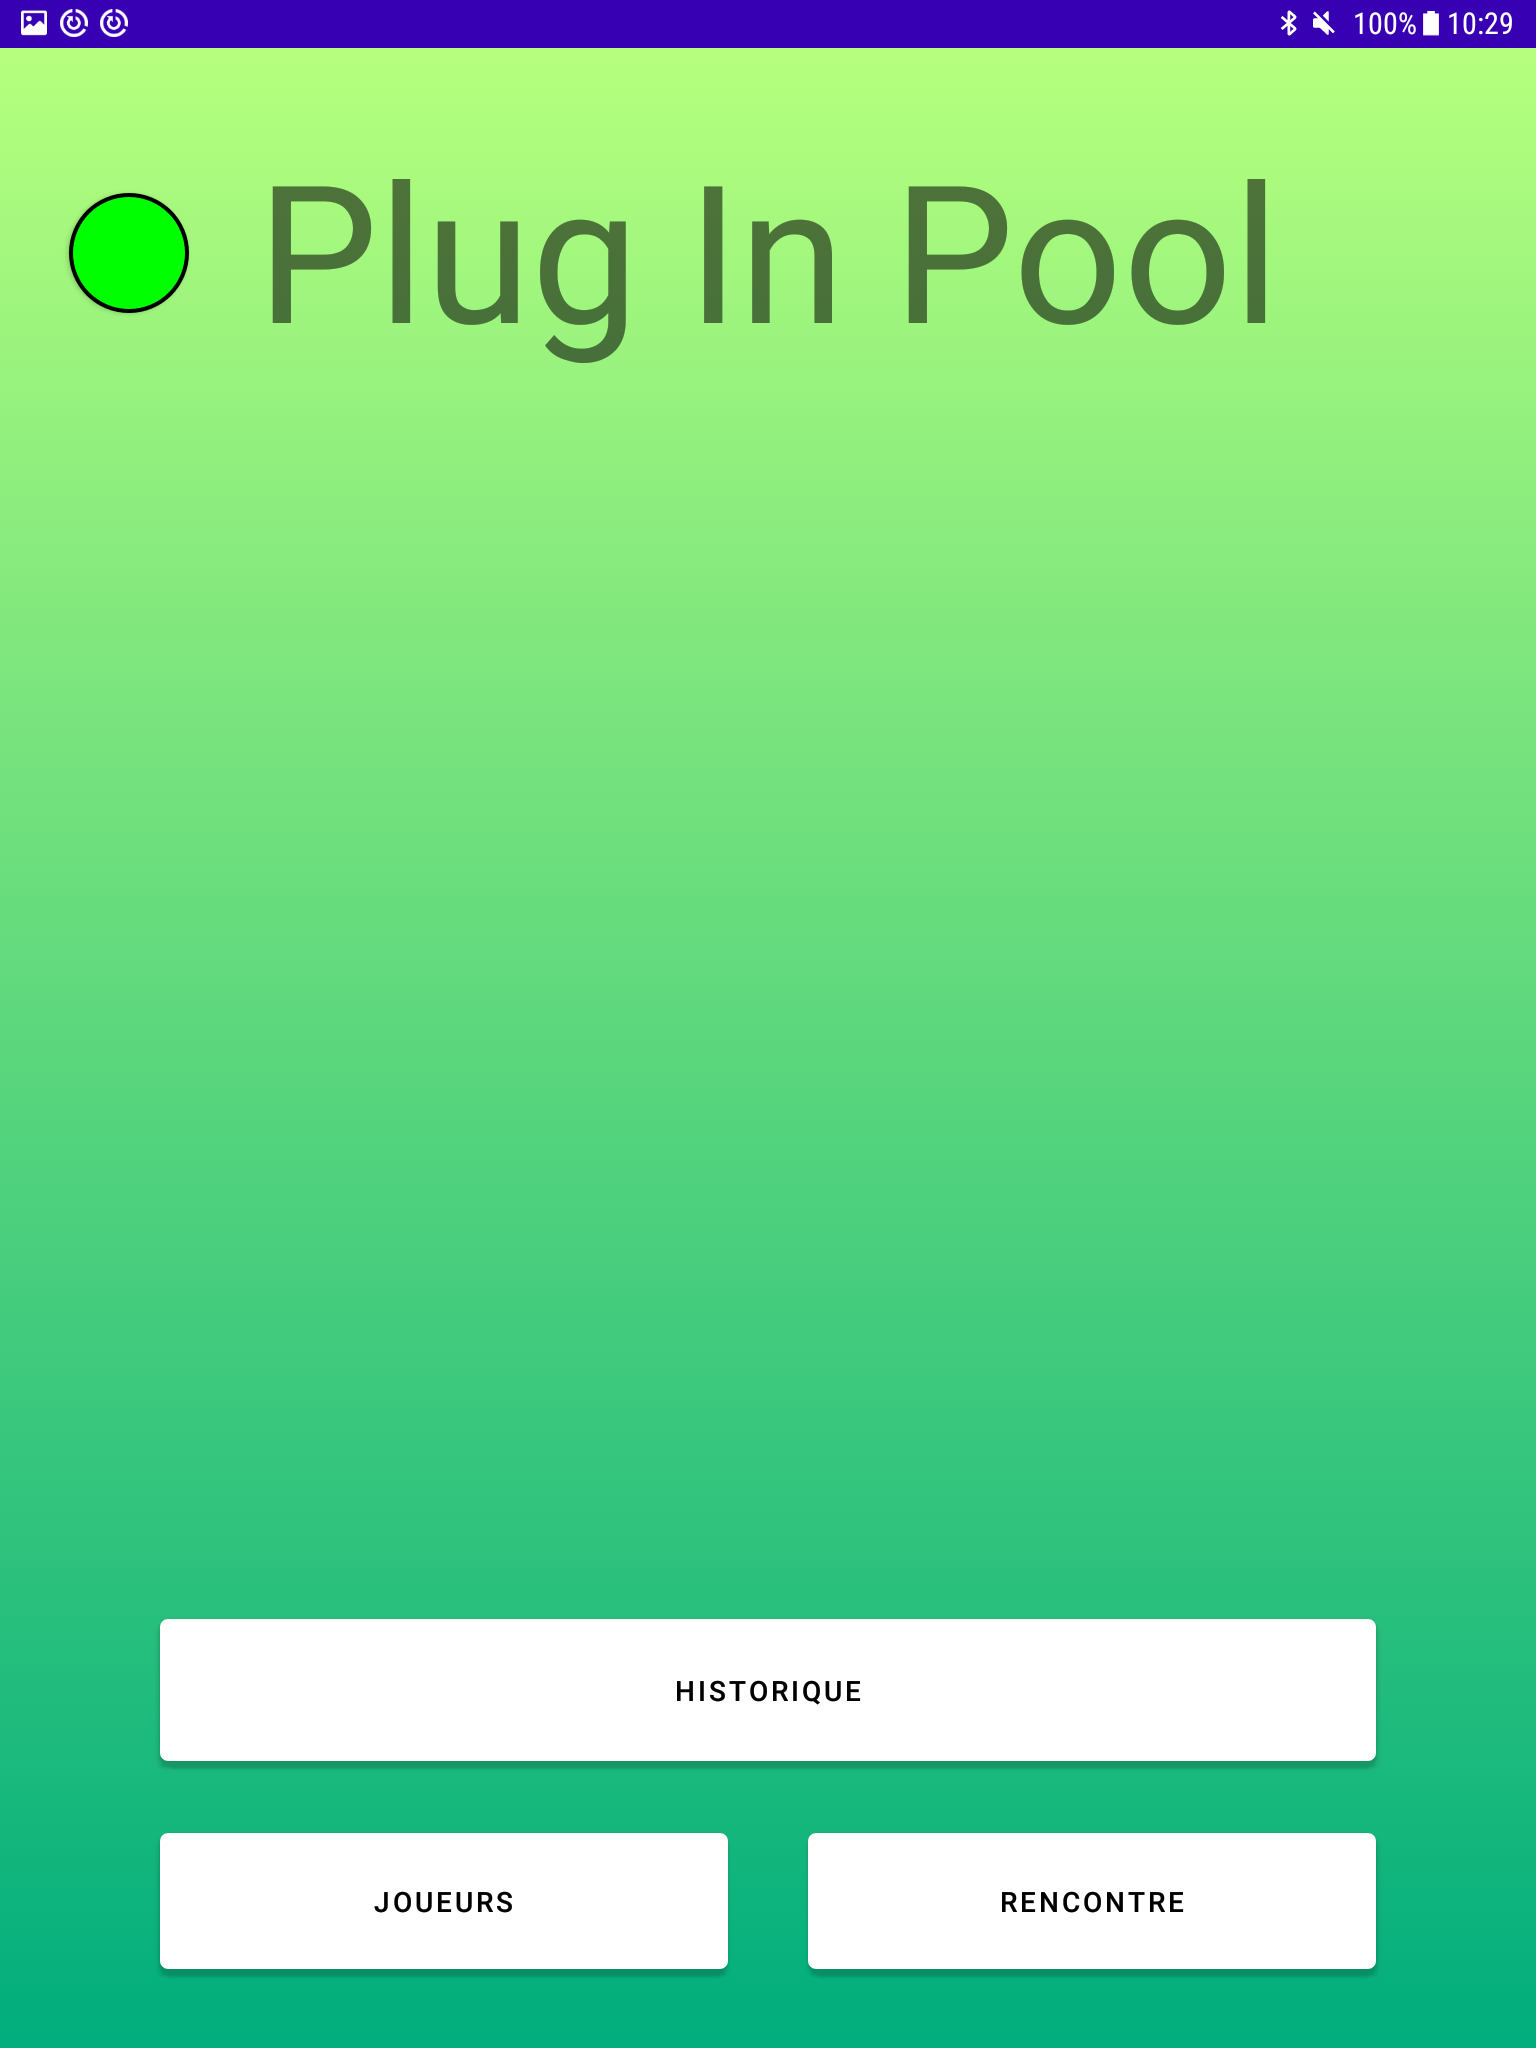 100% 10:29
Plug In Pool
HISTORIQUE
JOUEURS
RENCONTRE